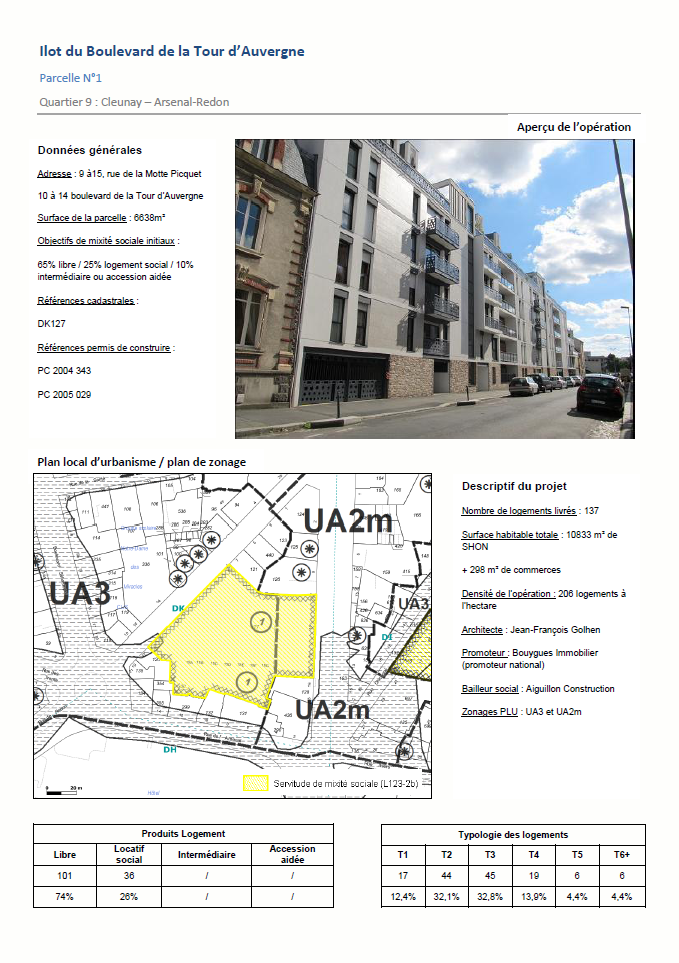 Ilot du Boulevard de la Tour d’Auvergne
Parcelle N°1
Quartier 9 : Cleunay – Arsenal-Redon
Aperçu de l’opération
Données générales
Adresse : 9 à15, rue de la Motte Picquet
10 à 14 boulevard de la Tour d'Auvergne
Surface de la parcelle : 6638m²
Objectifs de mixité sociale initiaux :
65% libre / 25% logement social / 10%
intermédiaire ou accession aidée
Références cadastrales :
DK127
Références permis de construire :
PC 2004 343
PC 2005 029
Plan local d’urbanisme / plan de zonage
UA2m
UA3
DK
1
UA3
DI
1
UA2m
DH
Servitude de mixité sociale (L123-2b)
0 20 m
Hôtel
Descriptif du projet
Nombre de logements livrés : 137
Surface habitable totale : 10833 m² de
SHON
+ 298 m² de commerces
Densité de l'opération : 206 logements à
l'hectare
Architecte : Jean-François Golhen
Promoteur : Bouygues Immobilier
(promoteur national)
Bailleur social : Aiguillon Construction
Zonages PLU : UA3 et UA2m
Produits Logement
Libre Locatif social Intermédiaire Accession aidée
101 36 / /
74% 26% / /
Typologie des logements
T1 T2 T3 T4 T5 T6+
17 44 45 19 6 6
12,4% 32,1% 32,8% 13,9% 4,4% 4,4%